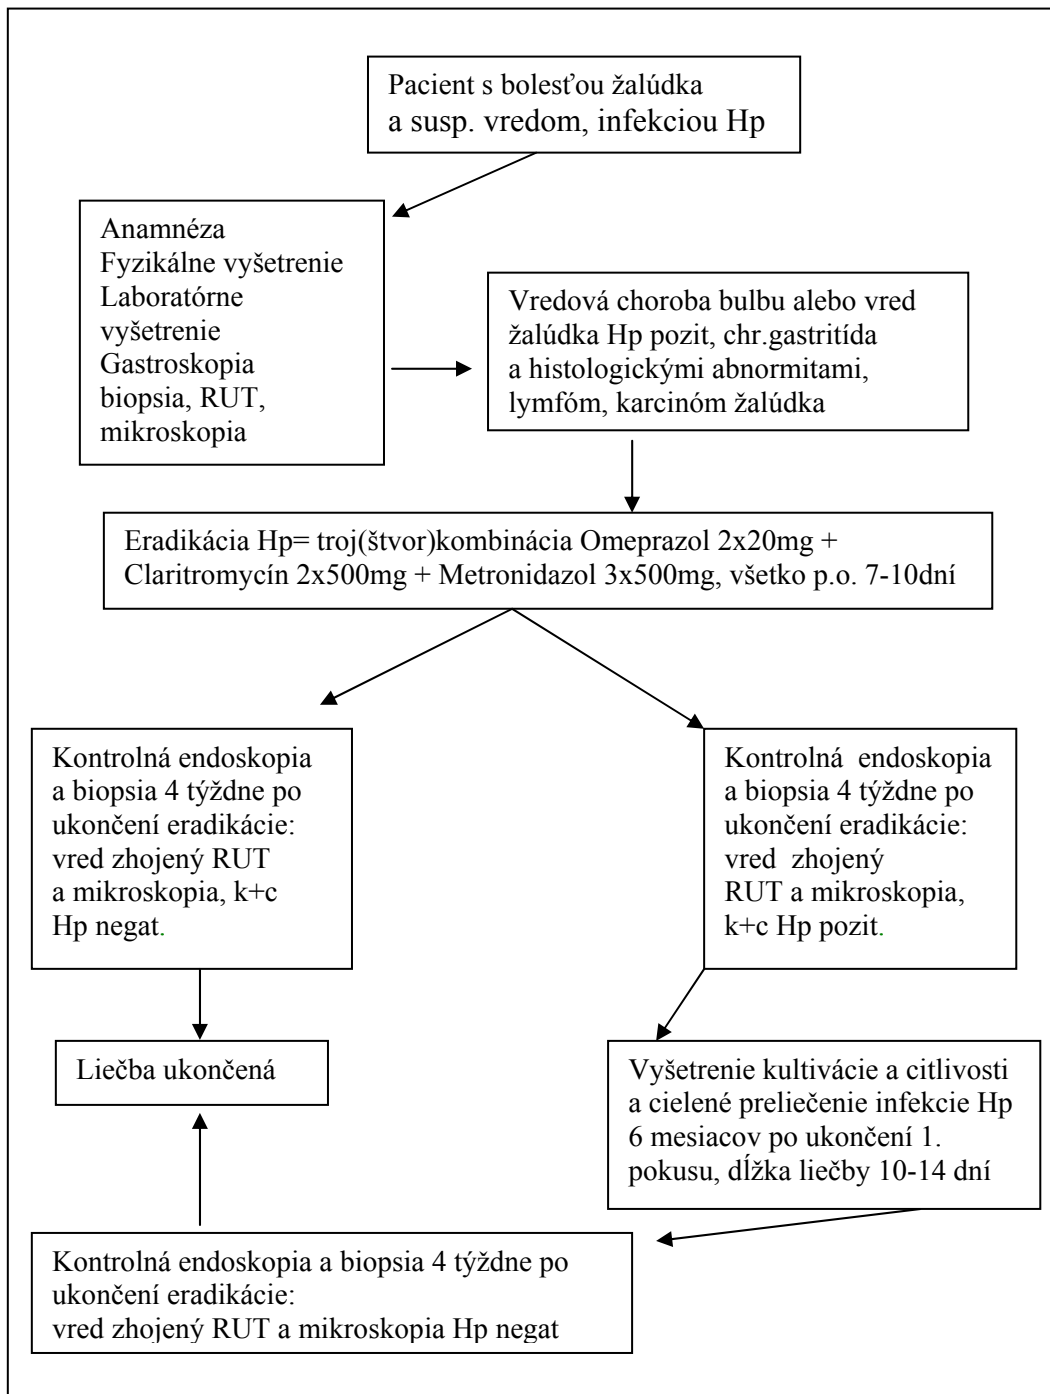 Pacient s bolesťou žalúdka
a susp. vredom, infekciou Hp
Anamnéza
Fyzikálne vyšetrenie
Laboratórne
vyšetrenie
Gastroskopia
biopsia, RUT,
mikroskopia
Vredová choroba bulbu alebo vred
žalúdka Hp pozit, chr.gastritída
a histologickými abnormitami,
lymfóm, karcinóm žalúdka
Eradikácia Hp= troj(štvor)kombinácia Omeprazol 2x20mg +
Claritromycín 2x500mg + Metronidazol 3x500mg, všetko p.o. 7-10dní
Kontrolná endoskopia
a biopsia 4 týždne po
ukončení eradikácie:
vred zhojený RUT
a mikroskopia, k+c
Hp negat.
Kontrolná endoskopia
a biopsia 4 týždne po
ukončení eradikácie:
vred zhojený
RUT a mikroskopia,
k+c Hp pozit.
Liečba ukončená
Vyšetrenie kultivácie a citlivosti
a cielené preliečenie infekcie Hp
6 mesiacov po ukončení 1.
pokusu, dĺžka liečby 10-14 dní
Kontrolná endoskopia a biopsia 4 týždne po
ukončení eradikácie:
vred zhojený RUT a mikroskopia Hp negat